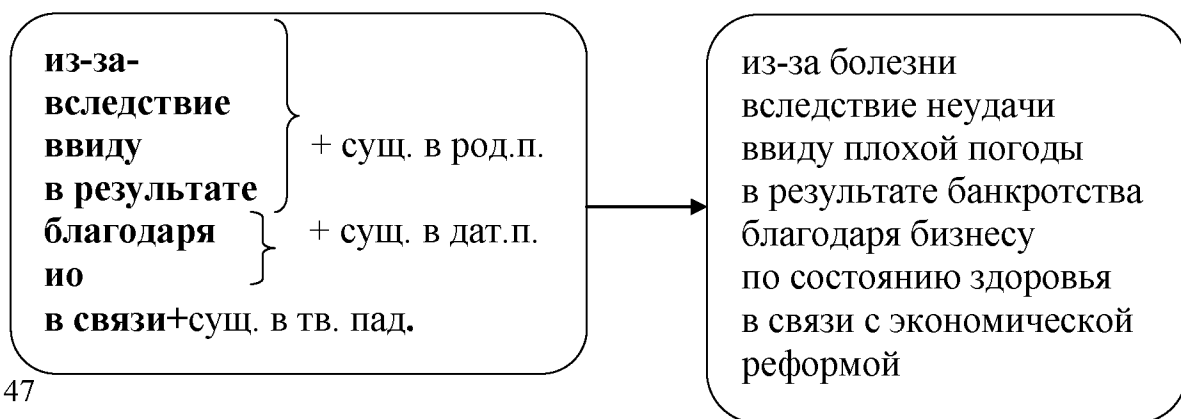 из-за-
вследствие
ввиду
в результате
+ сущ. в род.п.
благодаря
ио
+ сущ. в дат.п.
в связи+сущ. в тв. пад.
из-за болезни
вследствие неудачи
ввиду плохой погоды
в результате банкротства
благодаря бизнесу
по состоянию здоровья
в связи с экономической
реформой
47